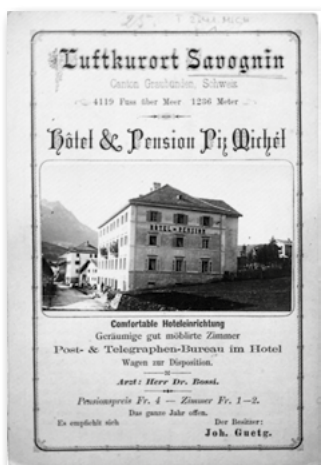 Luftkurort Savognin
Canton Graubünden, Schweiz
4119 Fuss über Meer 1236 Meter
Hôtel & Pension Piz Michél
HOTEL PENSION
Comfortable Hoteleinrichtung
Geräumige gut möblirte Zimmer
Post- & Telegraphen-Bureau im Hotel
Wagen zur Disposition.
Arzt: Herr Dr. Bossi.
Pensionspreis Fr. 4 — Zimmer Fr. 1–2.
Das ganze Jahr offen.
Es empfiehlt sich
Der Besitzer:
Joh. Guetg.